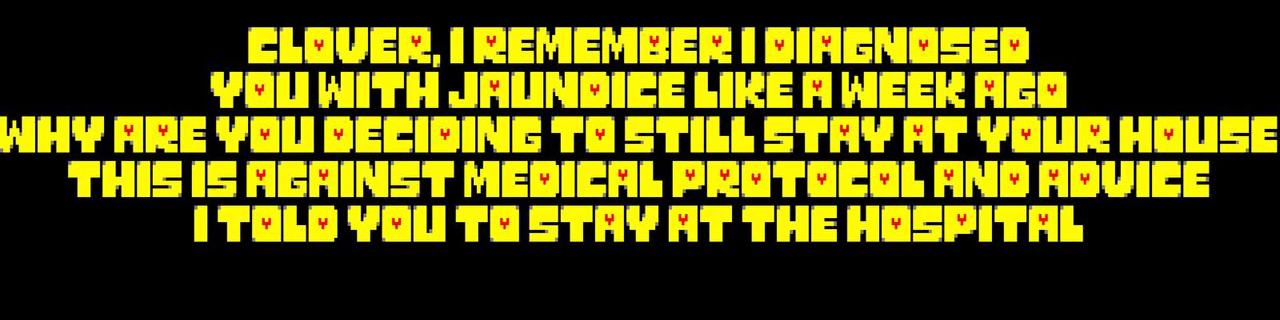 CLOVER, I REMEMBER I DIAGNOSED
YOU WITH JAUNDICE LIKE A WEEK AGO
WHY ARE YOU DECIDING TO STILL STAY AT YOUR HOUSE
THIS IS AGAINST MEDICAL PROTOCOL AND ADVICE
I TOLD YOU TO STAY AT THE HOSPITAL